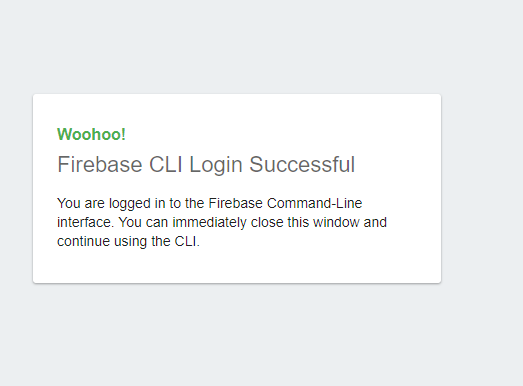 Woohoo!
Firebase CLI Login Successful
You are logged in to the Firebase Command-Line
interface. You can immediately close this window and
continue using the CLI.